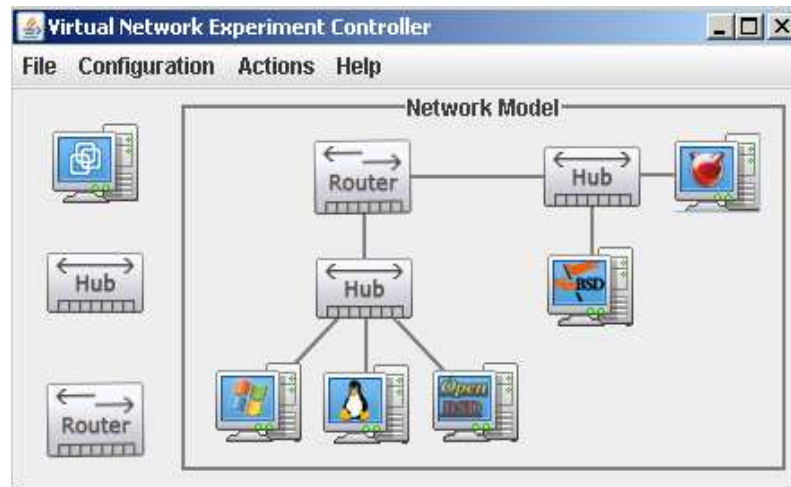 Virtual Network Experiment Controller
File Configuration Actions Help
Network Model
Router
Hub
Hub
Hub
BSD
Open
BSD
Router